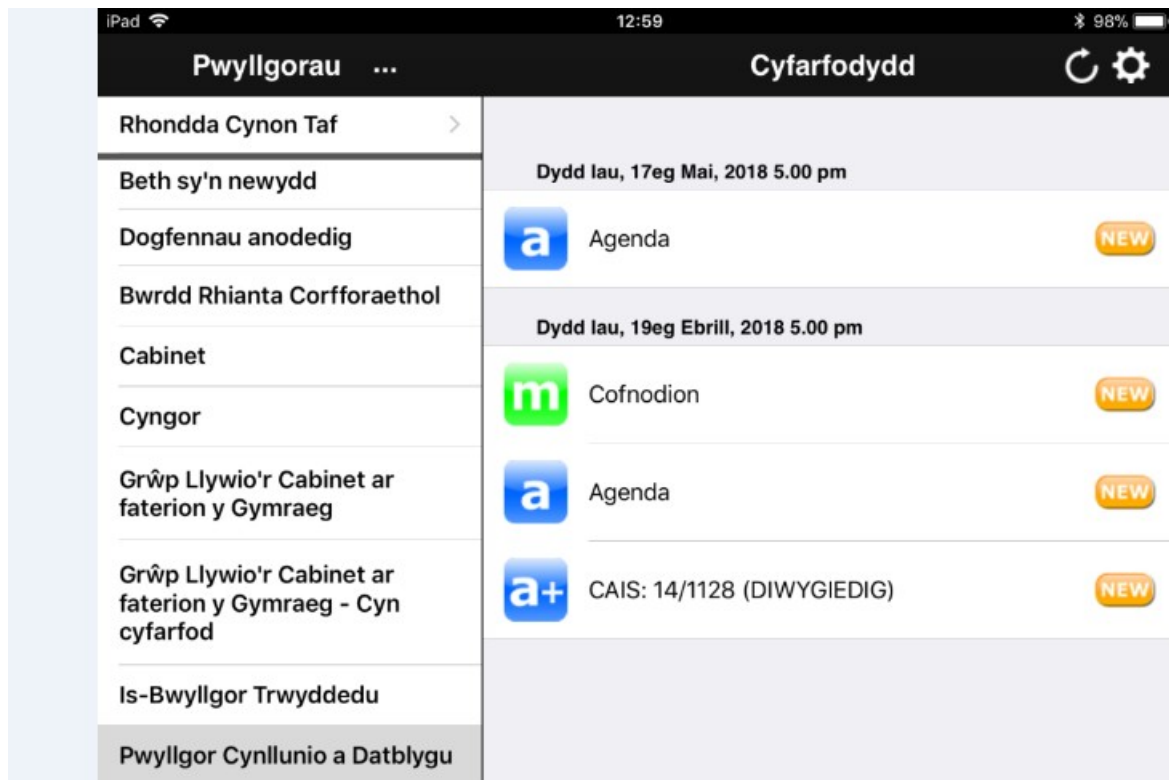 iPad 12:59 98%
Pwyllgorau ... Cyfarfodydd
Rhondda Cynon Taf
Beth sy'n newydd
Dogfennau anodedig
Bwrdd Rhianta Corfforaethol
Cabinet
Cyngor
Grŵp Llywio'r Cabinet ar
faterion y Gymraeg
Grŵp Llywio'r Cabinet ar
faterion y Gymraeg - Cyn
cyfarfod
Is-Bwyllgor Trwyddedu
Pwyllgor Cynllunio a Datblygu
Dydd Iau, 17eg Mai, 2018 5.00 pm
a Agenda NEW
Dydd Iau, 19eg Ebrill, 2018 5.00 pm
m Cofnodion NEW
a Agenda NEW
a+ CAIS: 14/1128 (DIWYGIEDIG) NEW